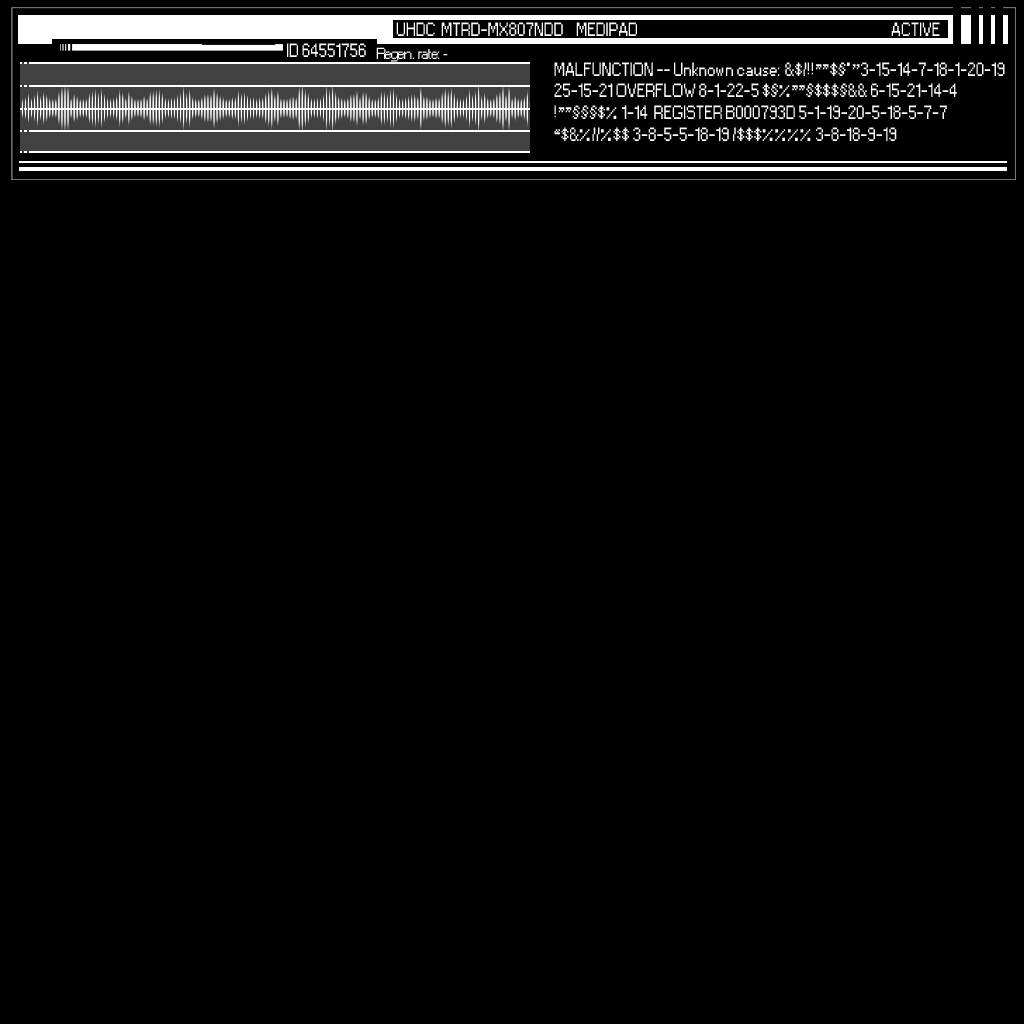 UHDC MTRD-MX807NDD MEDIPAD ACTIVE
ID 64551756 Regen. rate: -
MALFUNCTION -- Unknown cause: &$/!!""$§*"3-15-14-7-18-1-20-19
25-15-21 OVERFLOW 8-1-22-5 $§%""§$$$§&& 6-15-21-14-4
!""§§§$% 1-14 REGISTER B000793D 5-1-19-20-5-18-5-7-7
"$&%//%$$ 3-8-5-5-18-19 /$$$%%%% 3-8-18-9-19